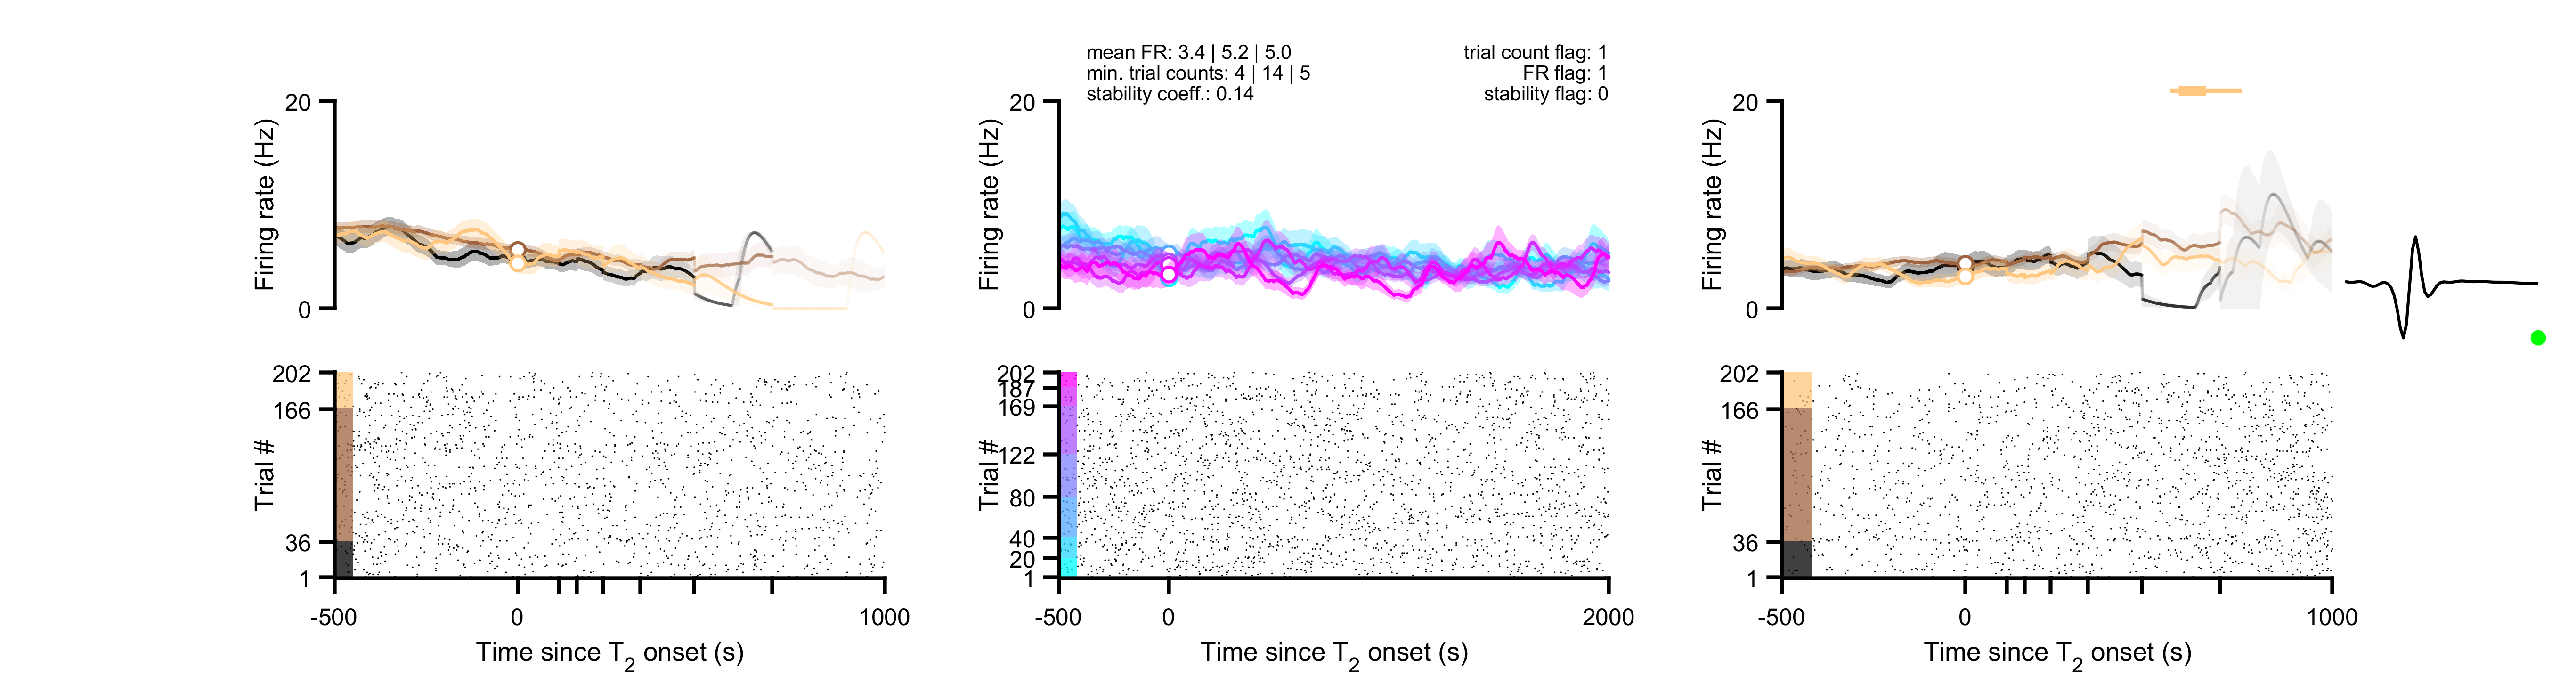 mean FR: 3.4 | 5.2 | 5.0
min. trial counts: 4 | 14 | 5
stability coeff.: 0.14
trial count flag: 1
FR flag: 1
stability flag: 0
20
0
Firing rate (Hz)
20
0
Firing rate (Hz)
20
0
Firing rate (Hz)
202
166
36
1
Trial #
-500
0
1000
Time since T2 onset (s)
202
187
169
122
80
40
20
1
Trial #
-500
0
2000
Time since T2 onset (s)
202
166
36
1
Trial #
-500
0
1000
Time since T2 onset (s)